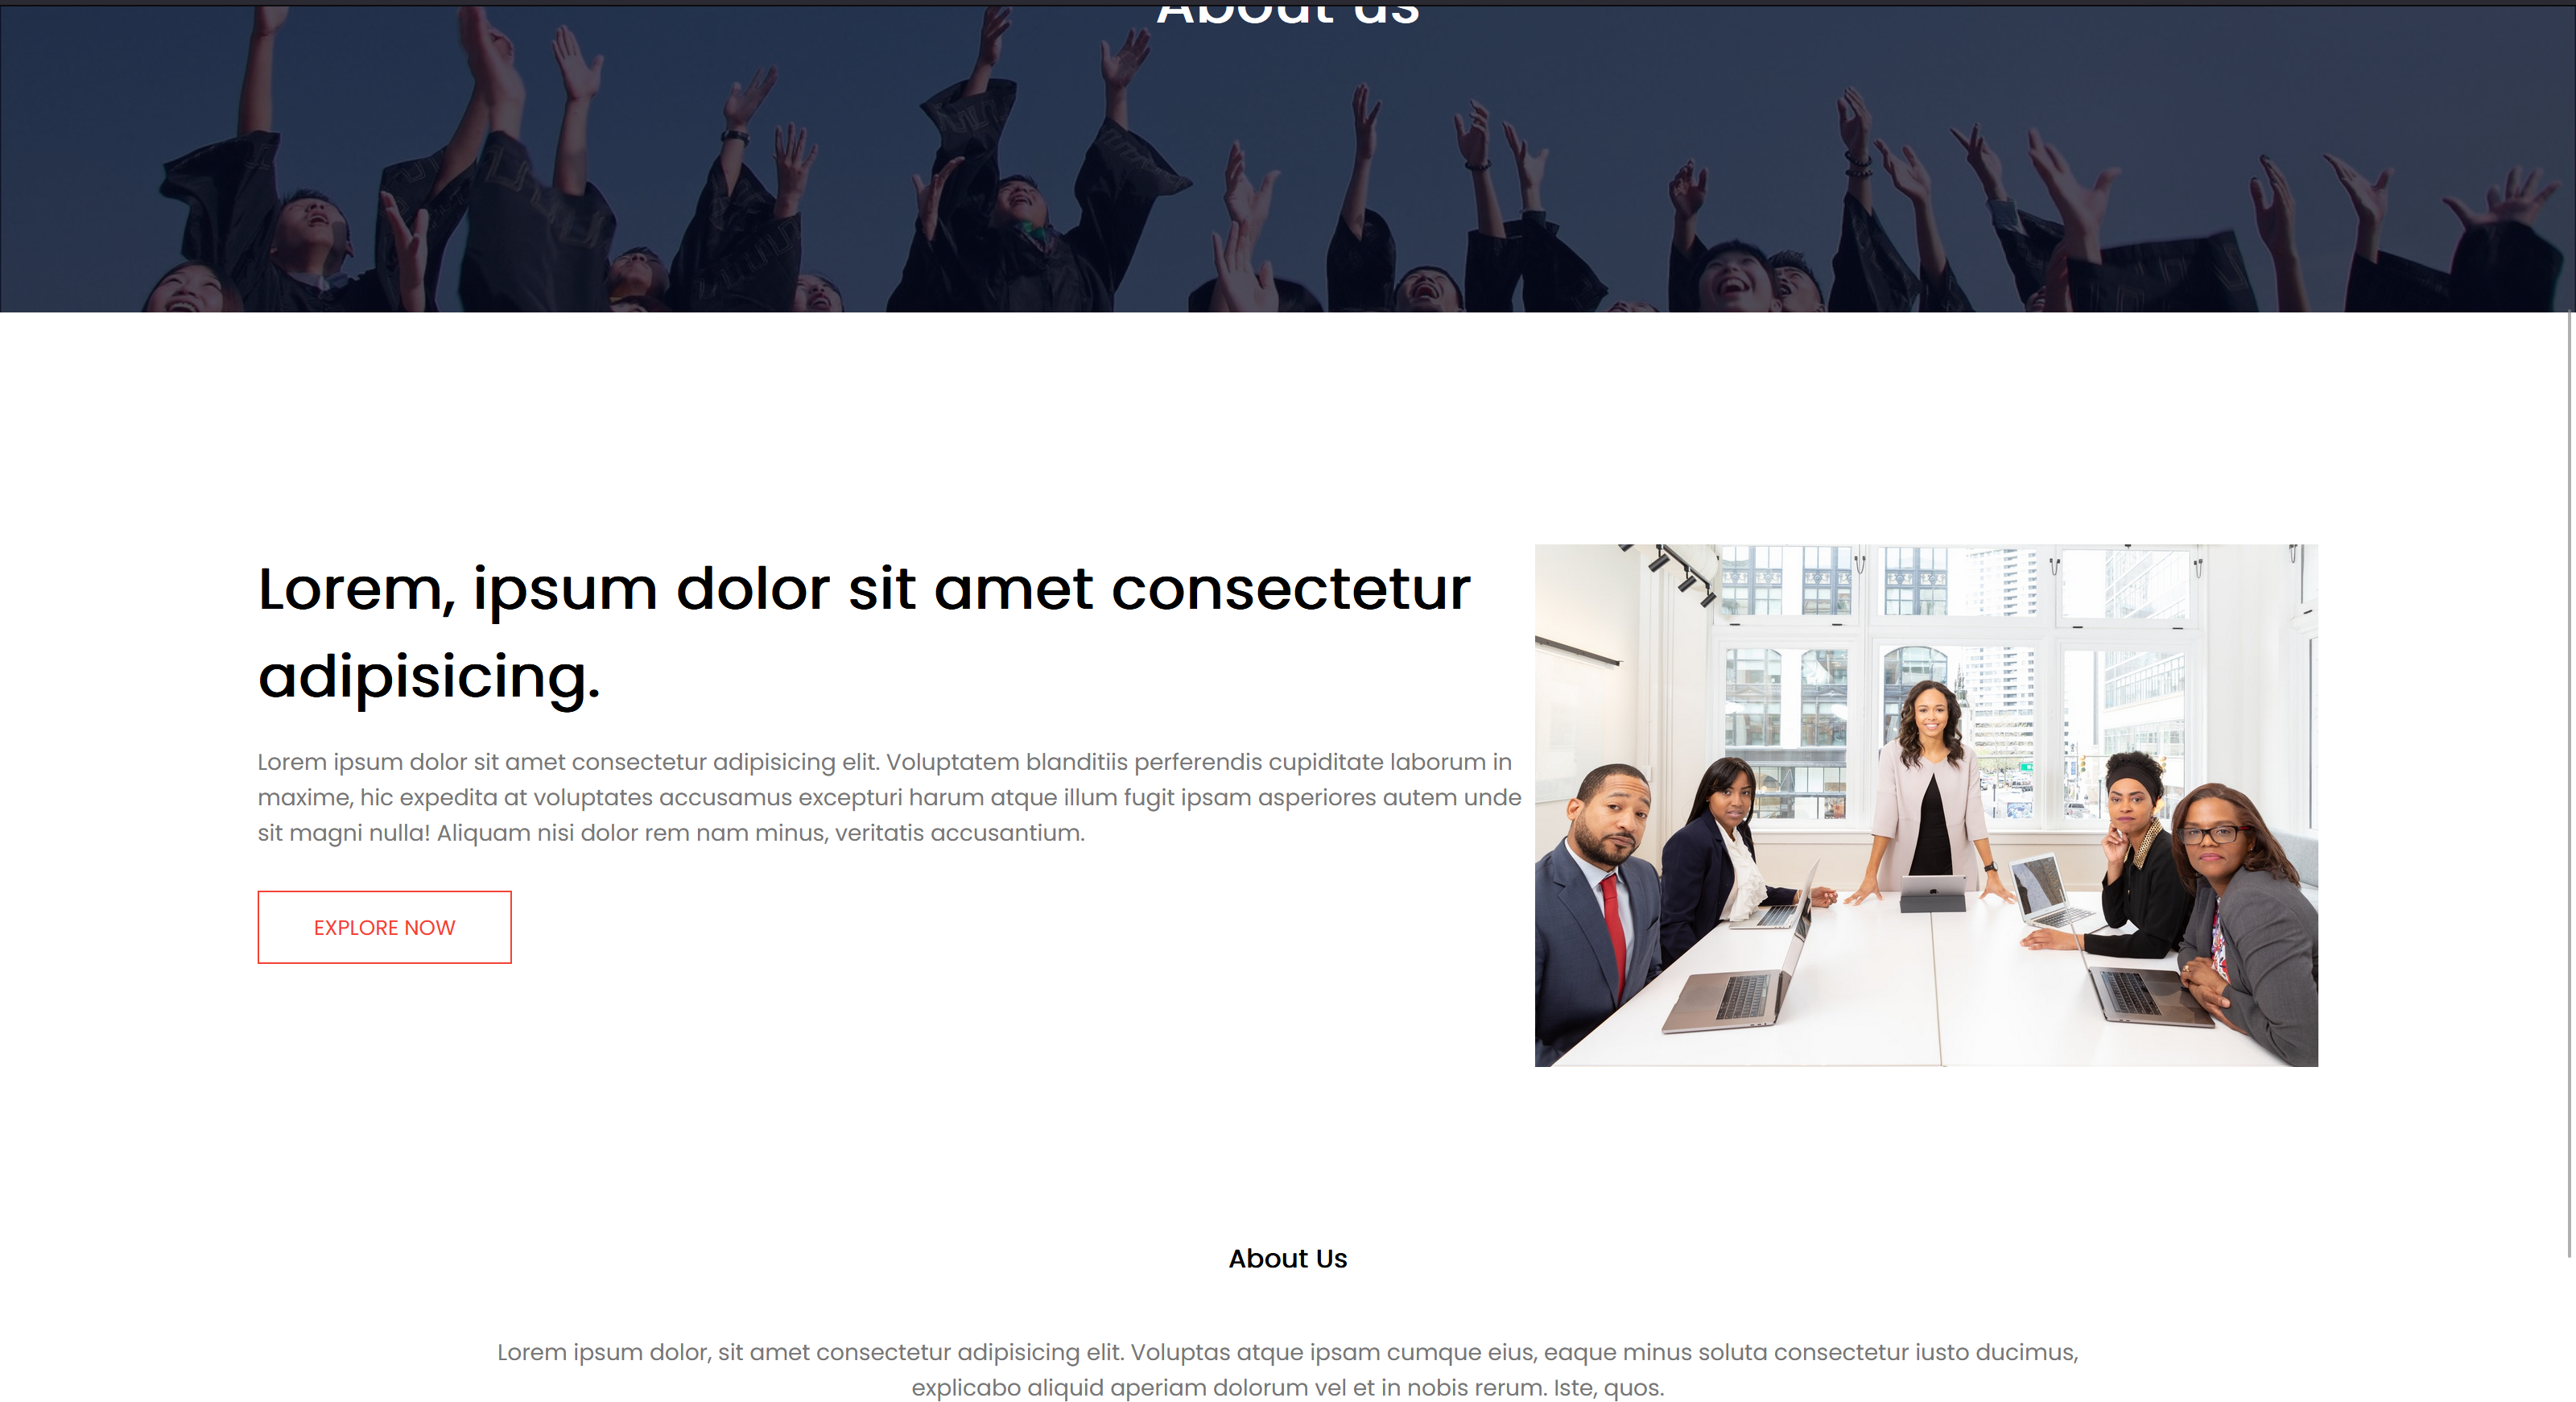 About us
Lorem, ipsum dolor sit amet consectetur
adipisicing.
Lorem ipsum dolor sit amet consectetur adipisicing elit. Voluptatem blanditiis perferendis cupiditate laborum in
maxime, hic expedita at voluptates accusamus excepturi harum atque illum fugit ipsam asperiores autem unde
sit magni nulla! Aliquam nisi dolor rem nam minus, veritatis accusantium.
EXPLORE NOW
About Us
Lorem ipsum dolor, sit amet consectetur adipisicing elit. Voluptas atque ipsam cumque eius, eaque minus soluta consectetur iusto ducimus,
explicabo aliquid aperiam dolorum vel et in nobis rerum. Iste, quos.